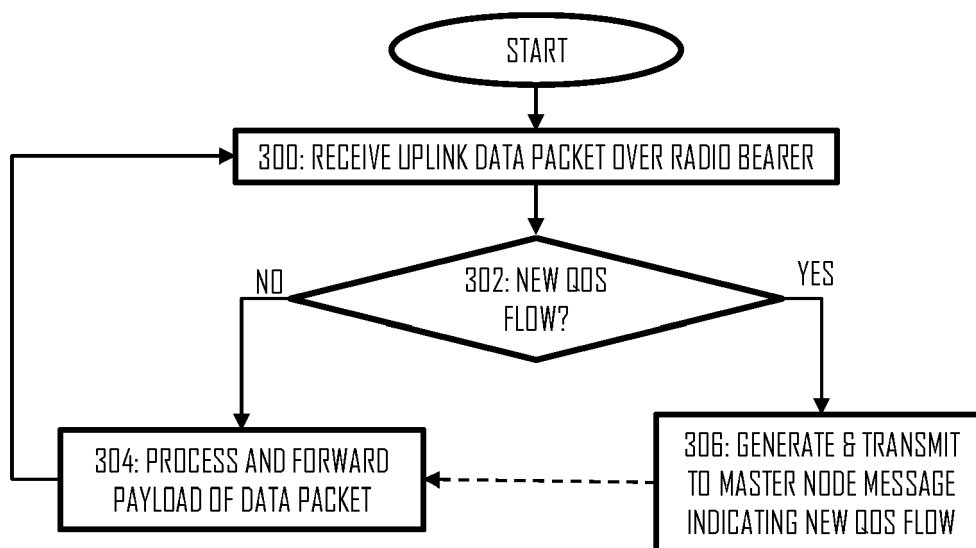 START
300: RECEIVE UPLINK DATA PACKET OVER RADIO BEARER
NO
302: NEW QOS
FLOW?
YES
304: PROCESS AND FORWARD
PAYLOAD OF DATA PACKET
306: GENERATE & TRANSMIT
TO MASTER NODE MESSAGE
INDICATING NEW QOS FLOW